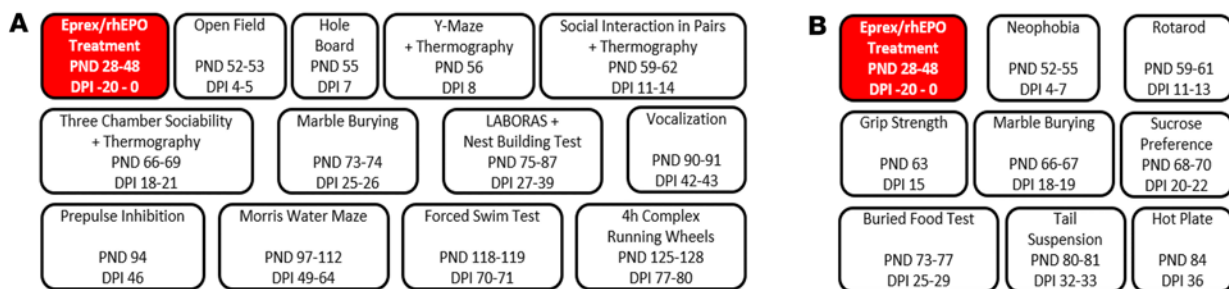 A
Eprex/rhEPO
Treatment
PND 28-48
DPI -20 - 0
Open Field
PND 52-53
DPI 4-5
Hole
Board
PND 55
DPI 7
Y-Maze
+ Thermography
PND 56
DPI 8
Social Interaction in Pairs
+ Thermography
PND 59-62
DPI 11-14
Three Chamber Sociability
+ Thermography
PND 66-69
DPI 18-21
Marble Burying
PND 73-74
DPI 25-26
LABORAS +
Nest Building Test
PND 75-87
DPI 27-39
Vocalization
PND 90-91
DPI 42-43
Prepulse Inhibition
PND 94
DPI 46
Morris Water Maze
PND 97-112
DPI 49-64
Forced Swim Test
PND 118-119
DPI 70-71
4h Complex
Running Wheels
PND 125-128
DPI 77-80
B
Eprex/rhEPO
Treatment
PND 28-48
DPI -20 - 0
Neophobia
PND 52-55
DPI 4-7
Rotarod
PND 59-61
DPI 11-13
Grip Strength
PND 63
DPI 15
Marble Burying
PND 66-67
DPI 18-19
Sucrose
Preference
PND 68-70
DPI 20-22
Buried Food Test
PND 73-77
DPI 25-29
Tail
Suspension
PND 80-81
DPI 32-33
Hot Plate
PND 84
DPI 36